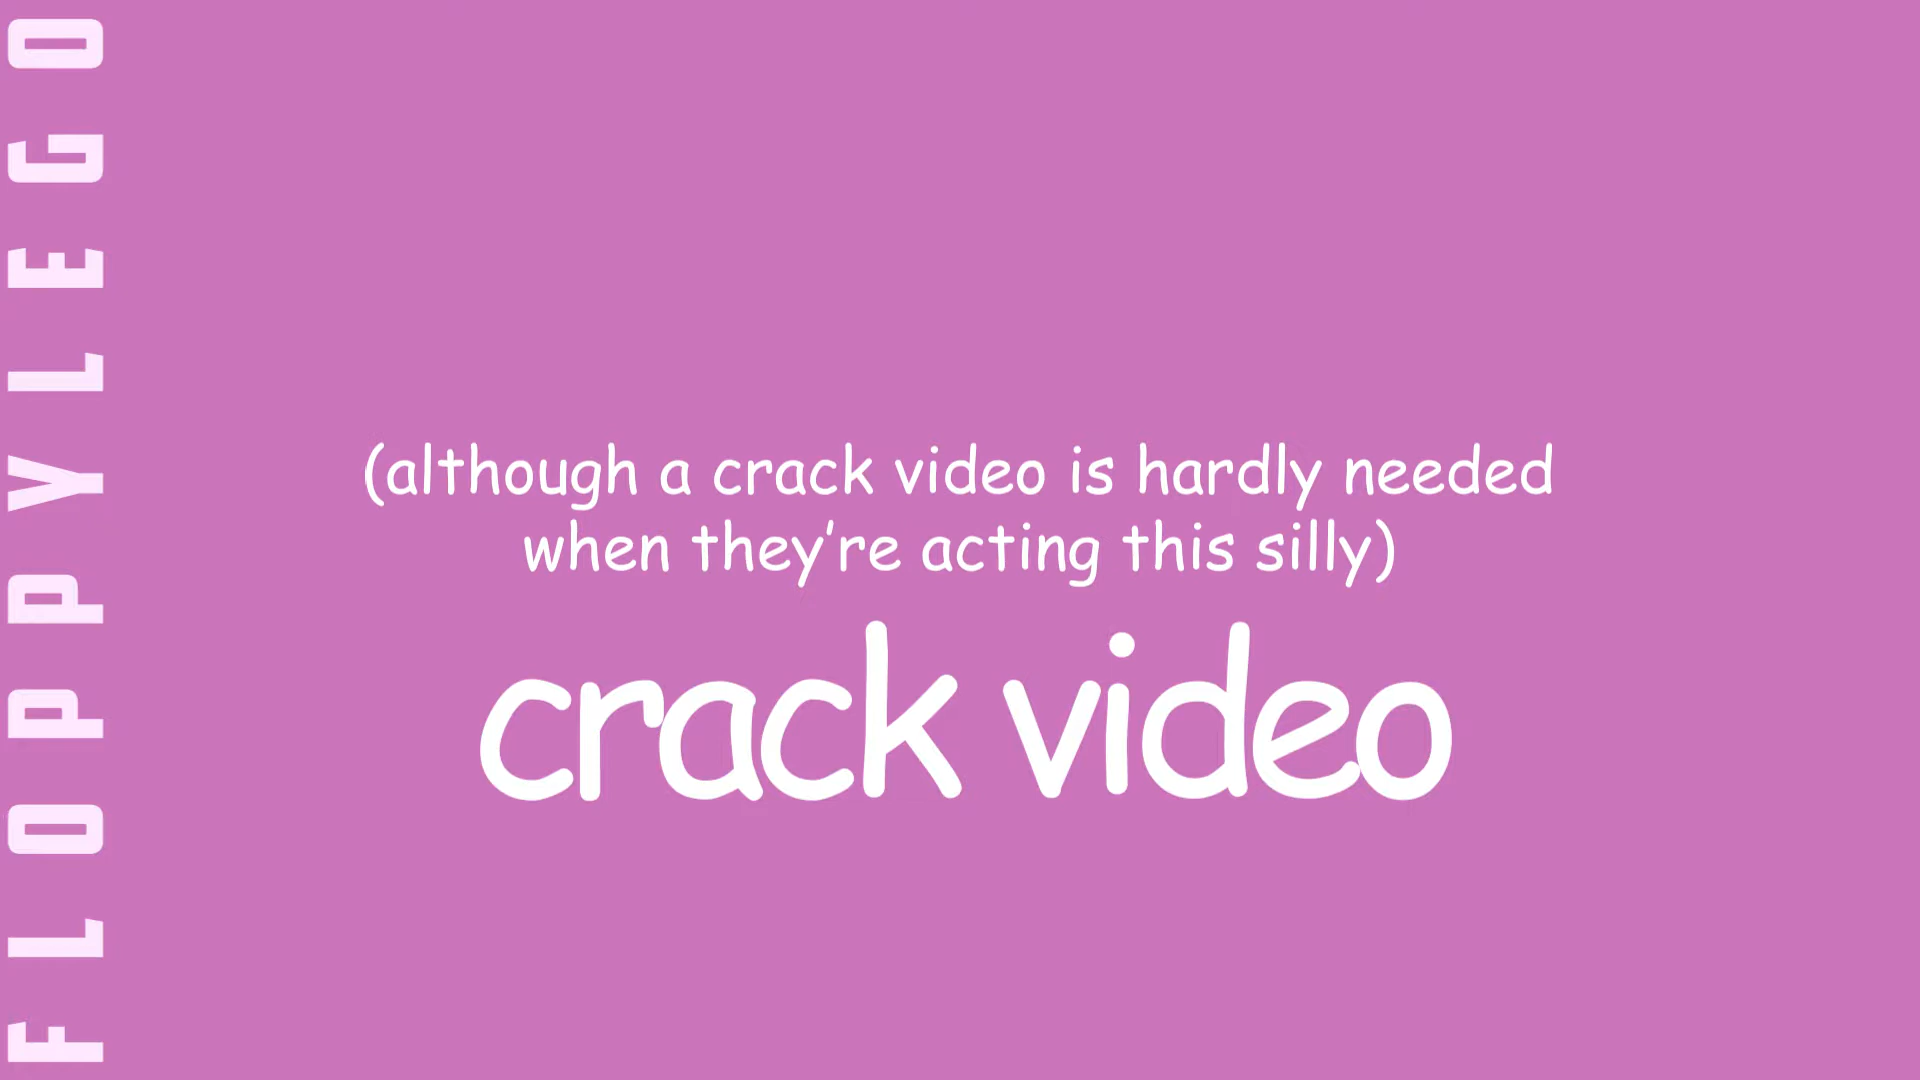 FLOPPYLEGO
(although a crack video is hardly needed
when they're acting this silly)
crack video